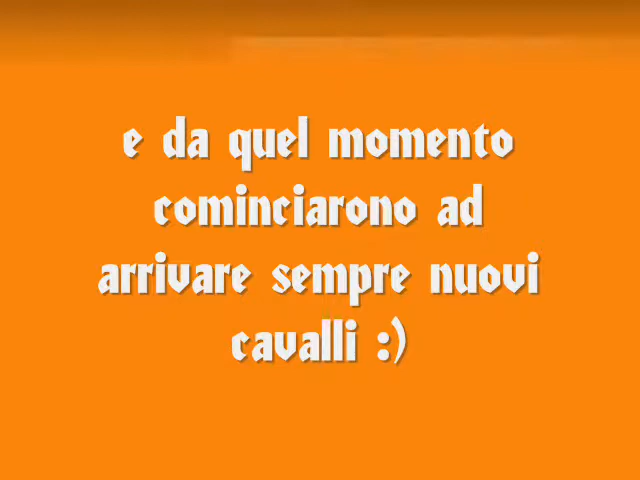 e da quel momento
cominciarono ad
arrivare sempre nuovi
cavalli :)